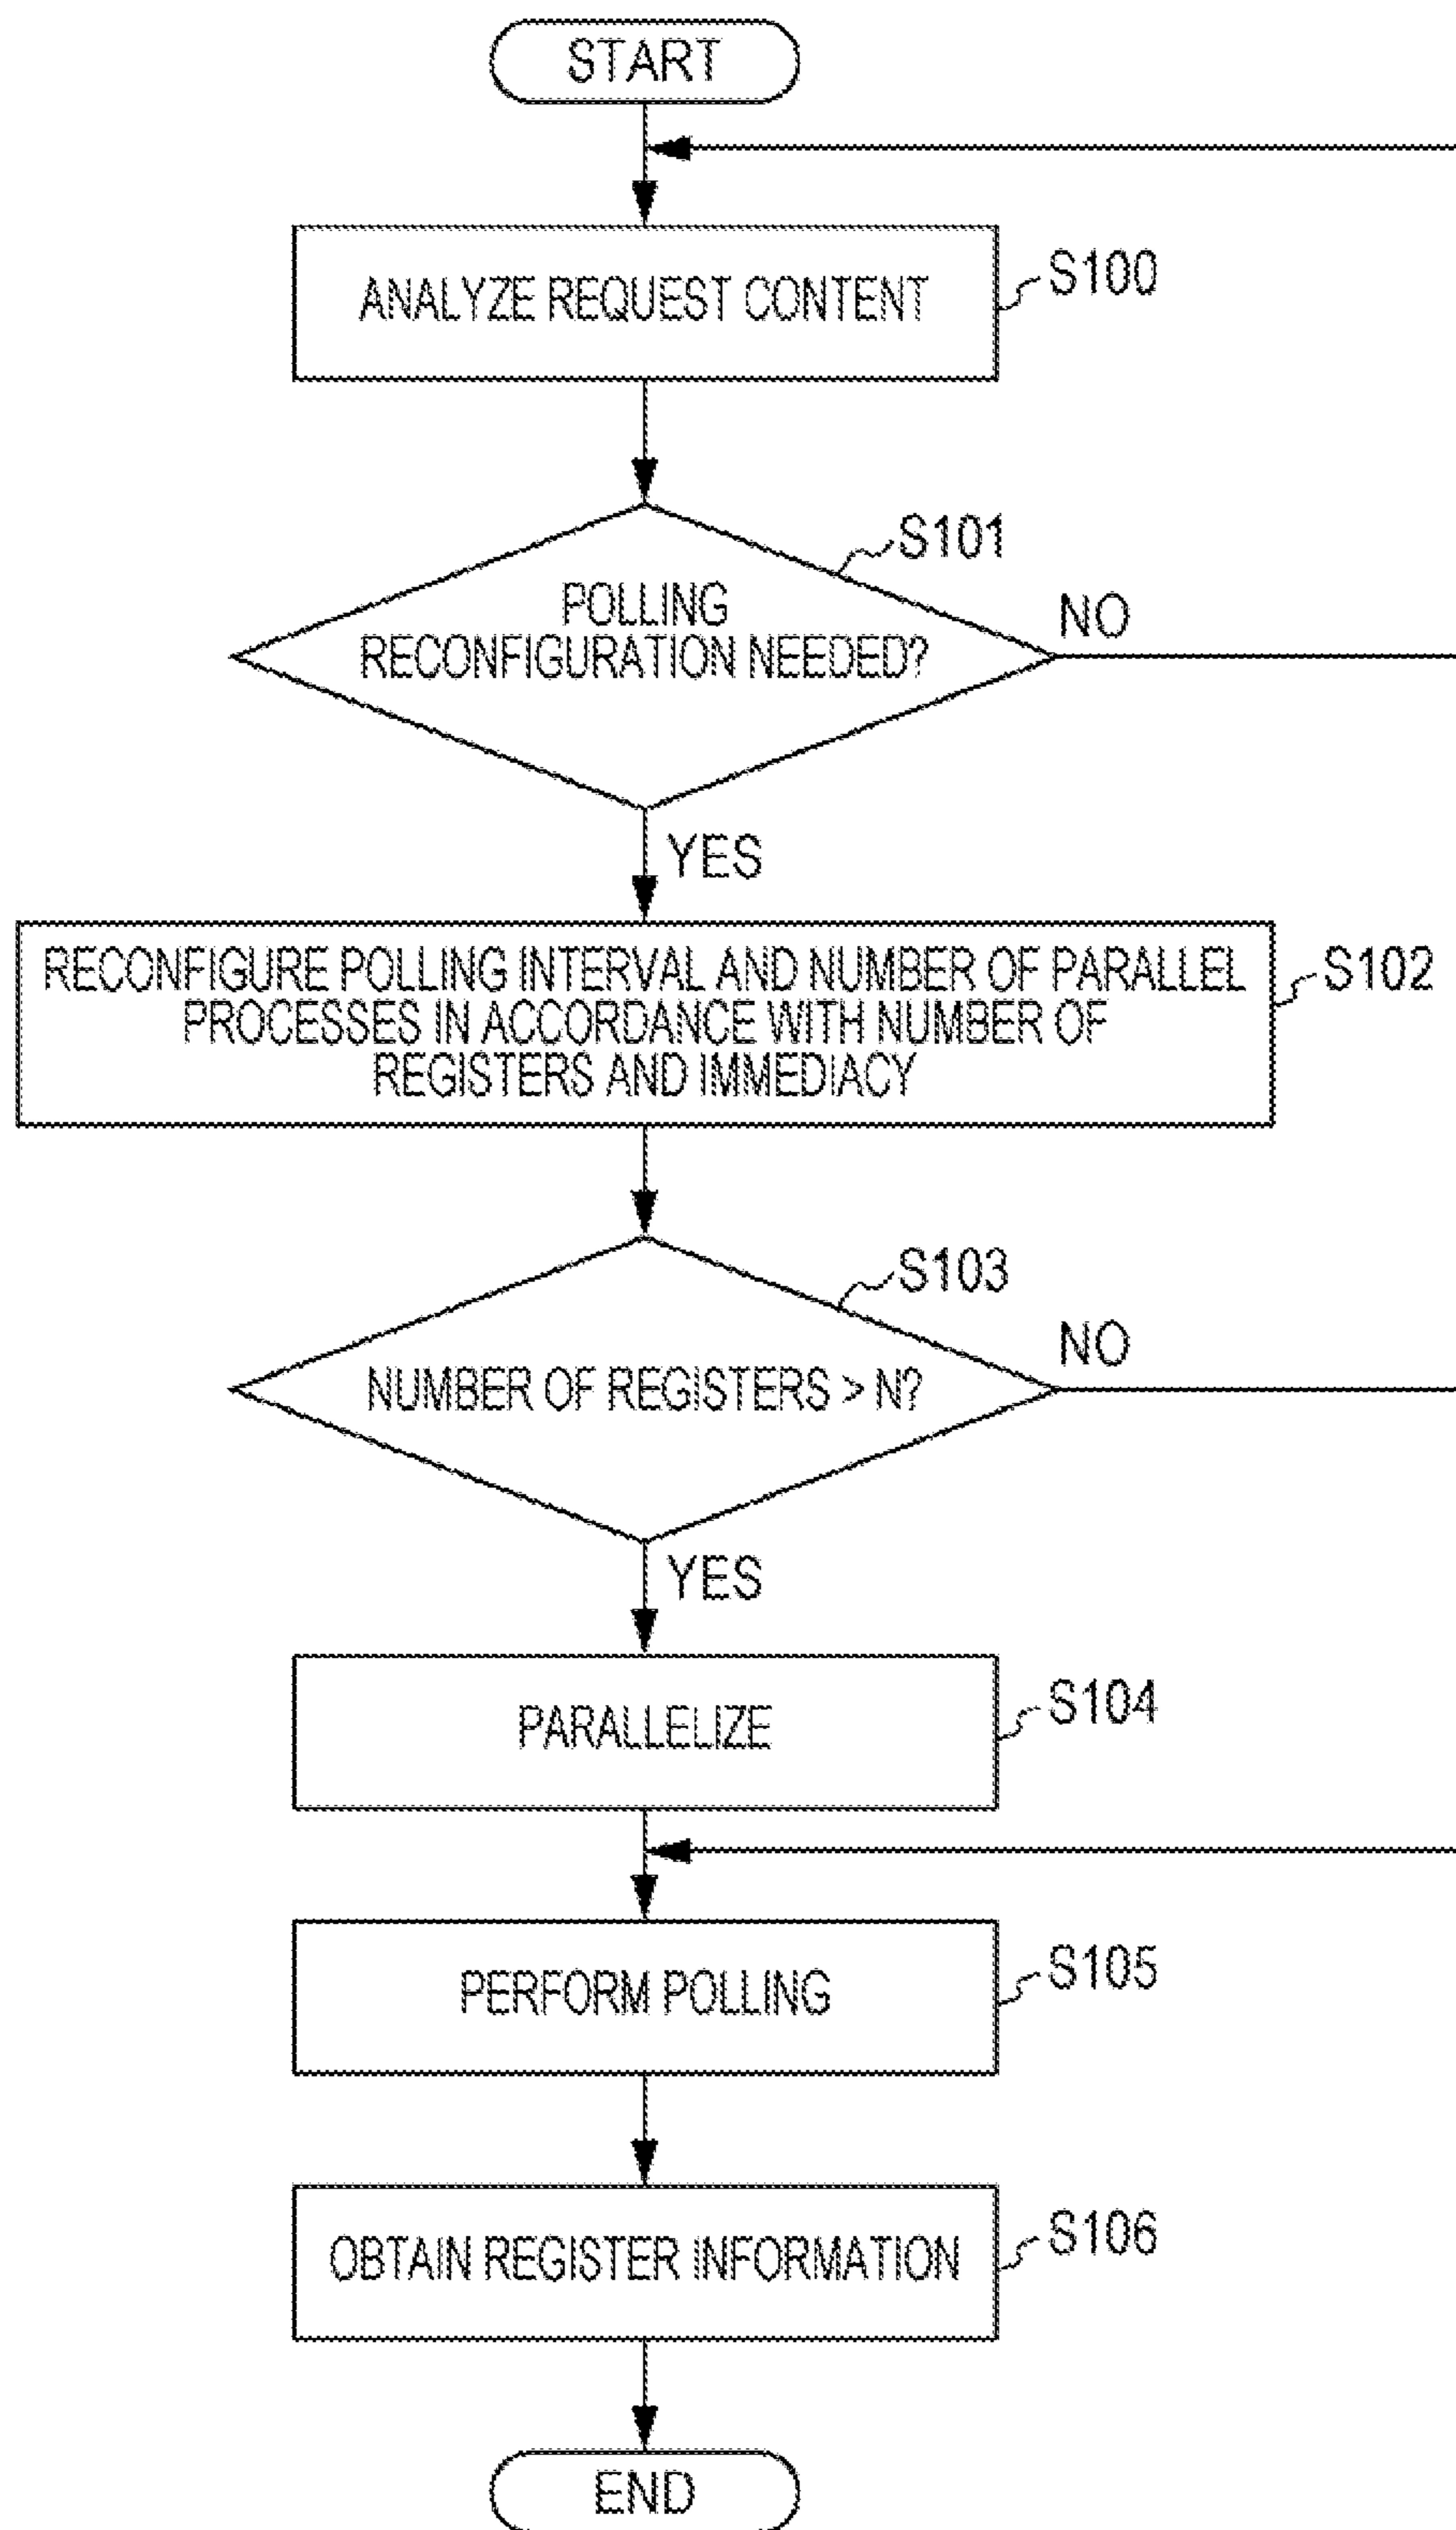 START
ANALYZE REQUEST CONTENT
S100
S101
POLLING
RECONFIGURATION NEEDED?
NO
YES
RECONFIGURE POLLING INTERVAL AND NUMBER OF PARALLEL
PROCESSES IN ACCORDANCE WITH NUMBER OF
REGISTERS AND IMMEDIACY
S102
S103
NUMBER OF REGISTERS > N?
NO
YES
PARALLELIZE
S104
PERFORM POLLING
S105
OBTAIN REGISTER INFORMATION
S106
END